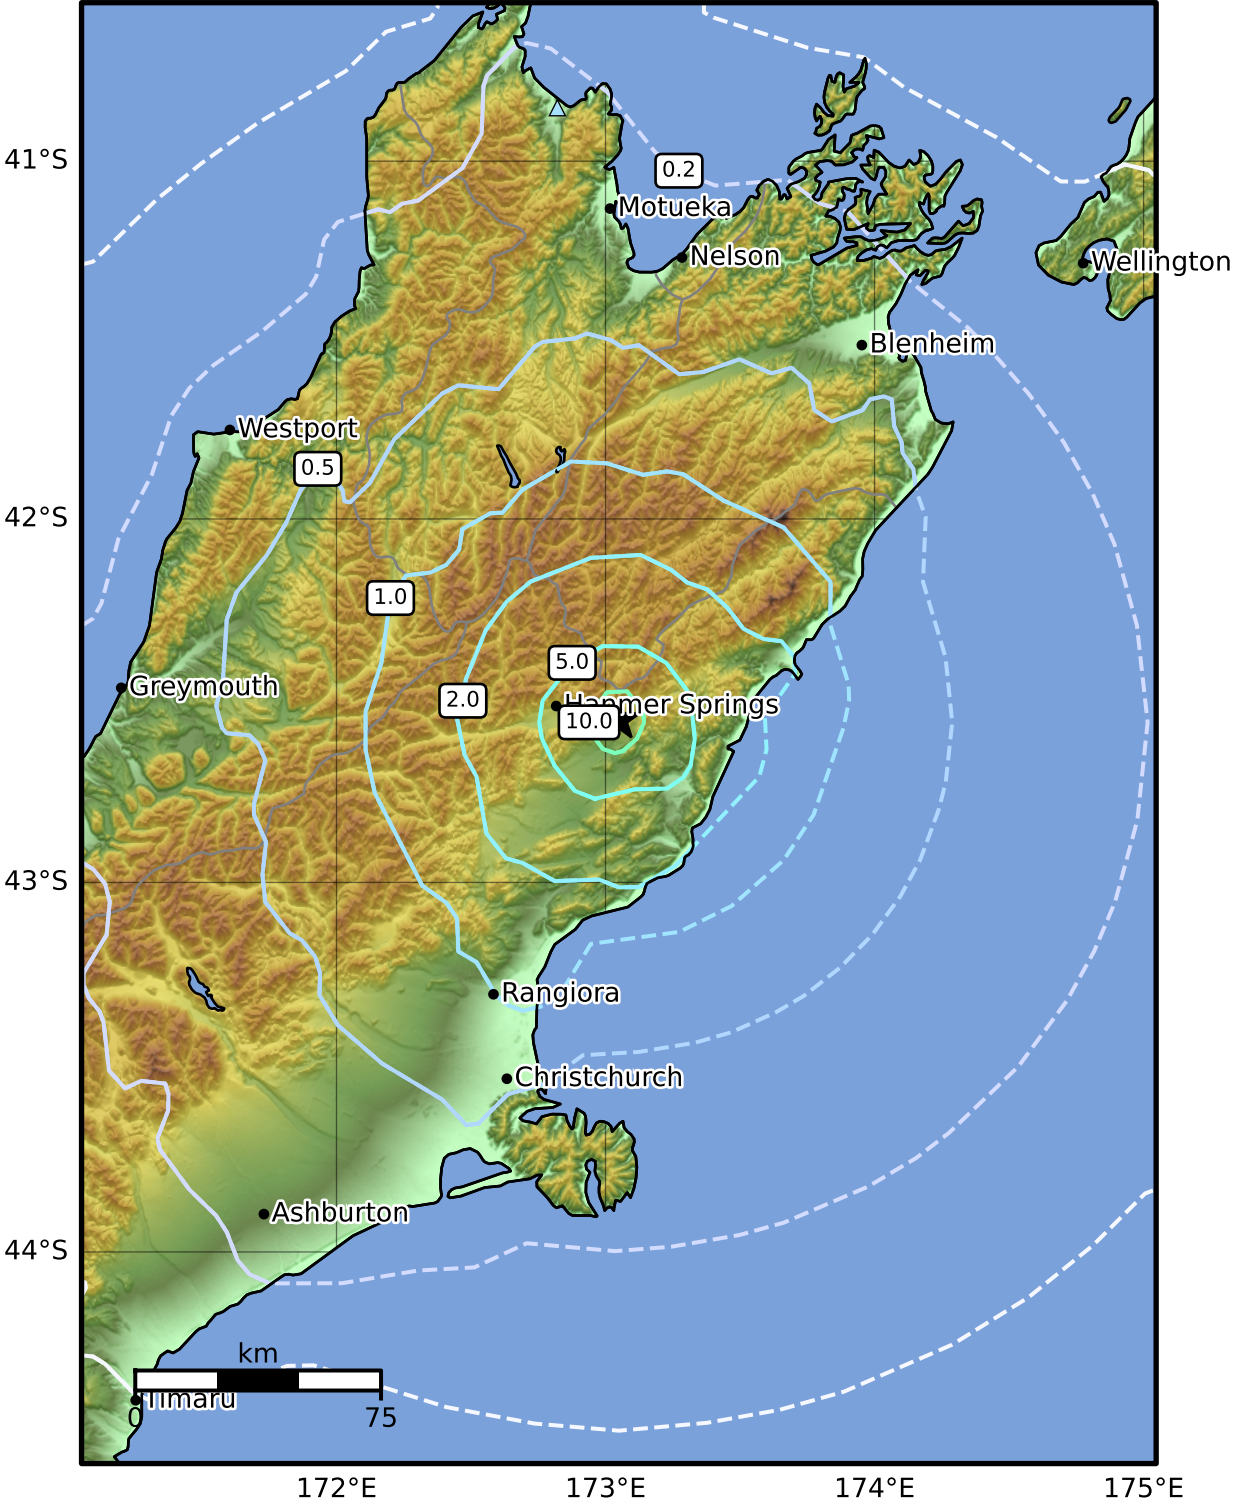 41°S
0.2
Motueka
Nelson
Wellington
Blenheim
Westport
0.5
42°S
1.0
5.0
Greymouth
2.0
Hanmer Springs
10.0
43°S
Rangiora
Christchurch
Ashburton
44°S
km
Timaru
0
75
172°E
173°E
174°E
175°E